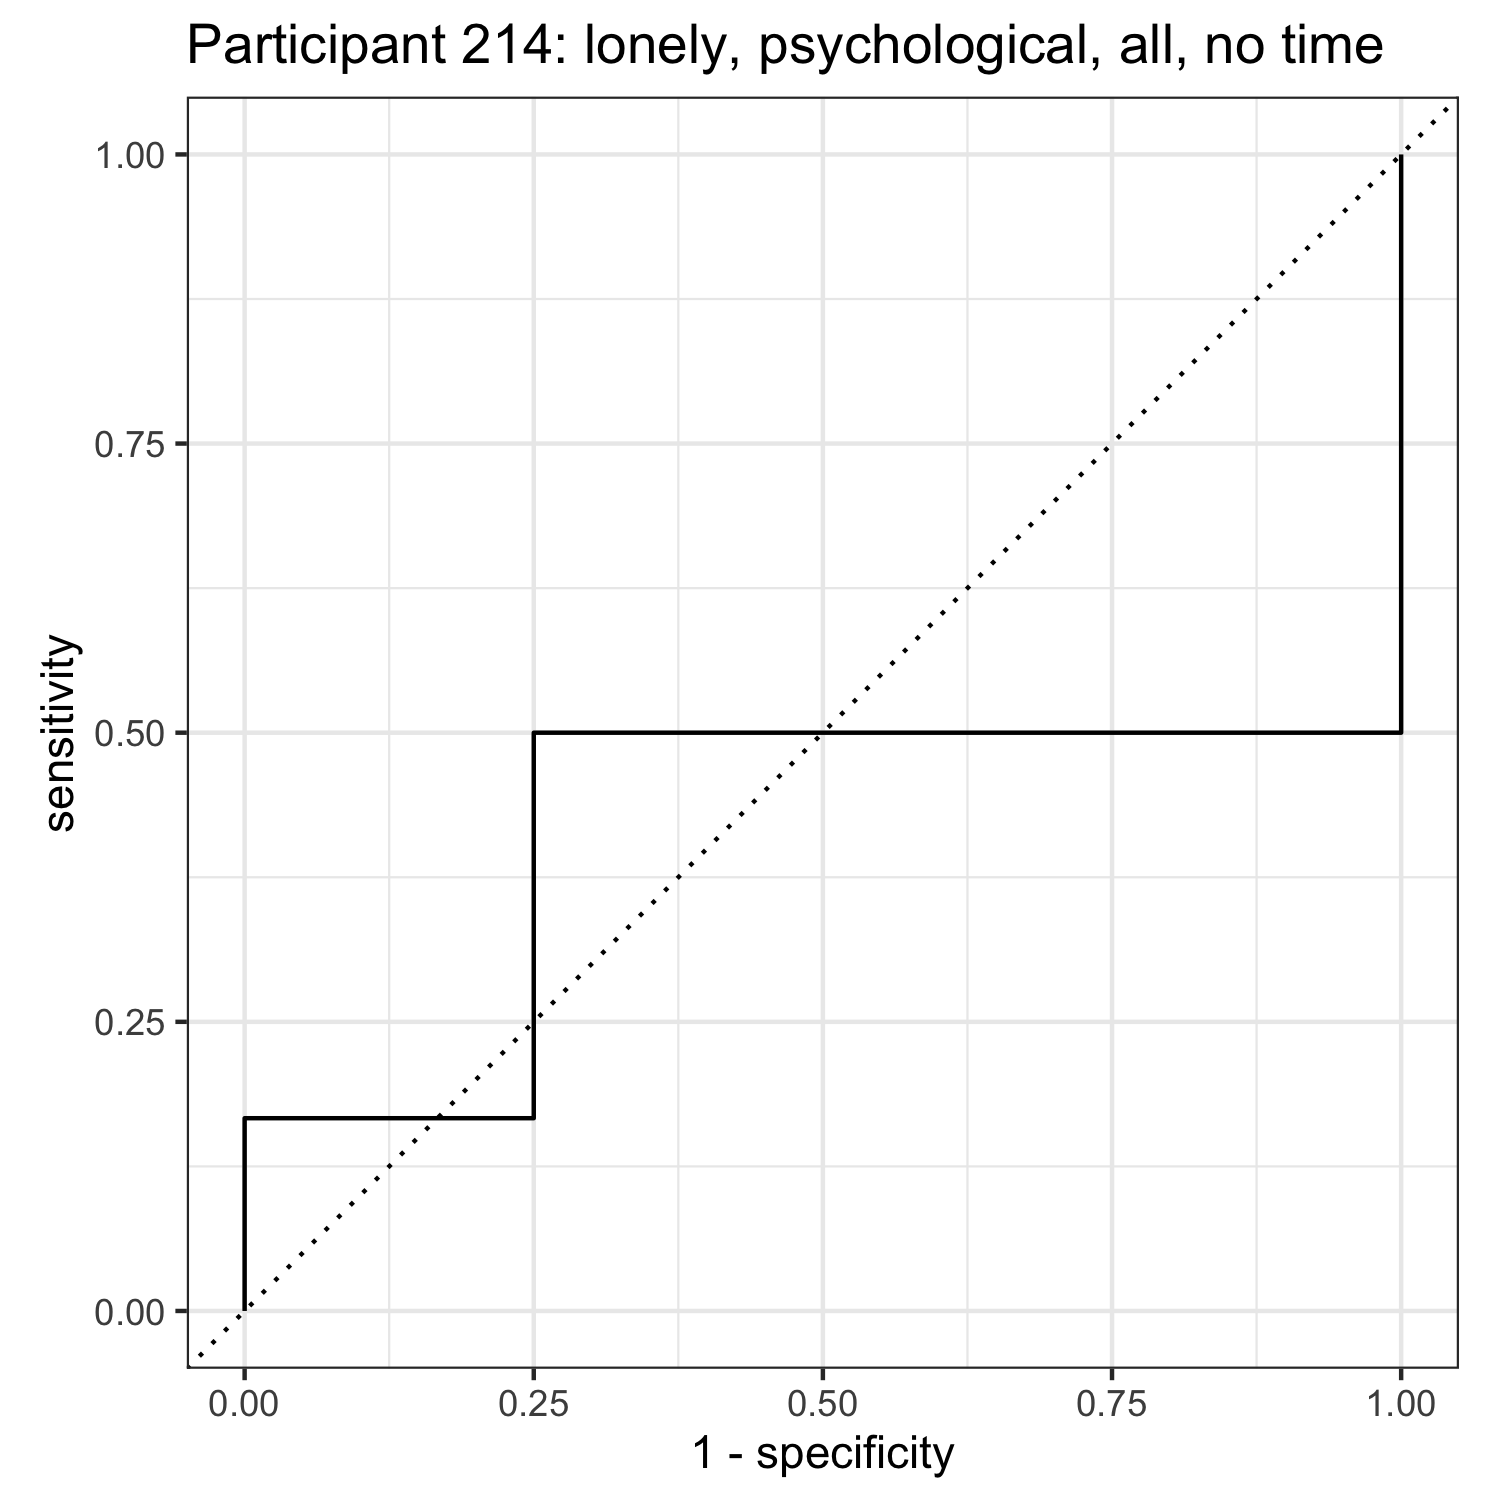 Participant 214: lonely, psychological, all, no time
1.00
0.75
0.50
0.25
0.00
sensitivity
0.00 0.25 0.50 0.75 1.00
1 - specificity